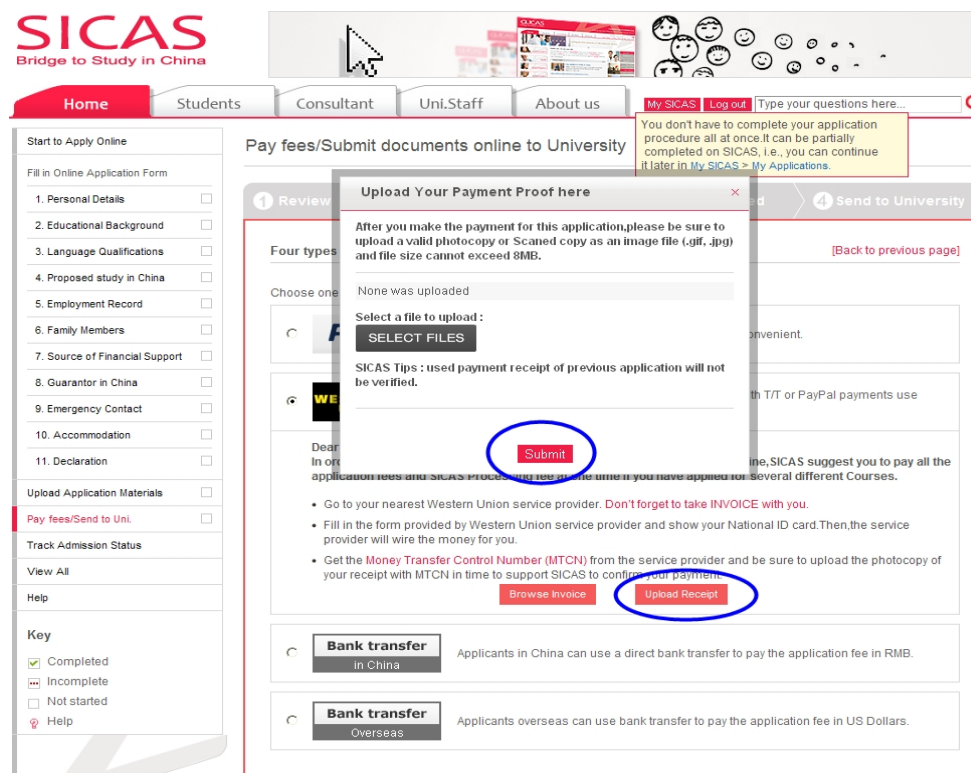 SICAS
Bridge to Study in China
Home
Students
Consultant
Uni.Staff
About us
My SICAS
Log out
Type your questions here...
You don't have to complete your application
procedure all at once.It can be partially
completed on SICAS, i.e., you can continue
it later in My SICAS > My Applications.
Start to Apply Online
Fill in Online Application Form
1. Personal Details
2. Educational Background
3. Language Qualifications
4. Proposed study in China
5. Employment Record
6. Family Members
7. Source of Financial Support
8. Guarantor in China
9. Emergency Contact
10. Accommodation
11. Declaration
Upload Application Materials
Pay fees/Send to Uni.
Track Admission Status
View All
Help
Key
Completed
Incomplete
Not started
Help
Pay fees/Submit documents online to University
1 Review
4 Send to University
Four types
[Back to previous page]
Choose one
Upload Your Payment Proof here
After you make the payment for this application,please be sure to
upload a valid photocopy or Scaned copy as an image file (.gif, .jpg)
and file size cannot exceed 8MB.
None was uploaded
Select a file to upload :
SELECT FILES
SICAS Tips : used payment receipt of previous application will not
be verified.
Submit
T/T or PayPal payments use
Dear
SICAS suggest you to pay all the
application fees and SICAS Processing fee at one time if you have applied for several different Courses.
Go to your nearest Western Union service provider. Don't forget to take INVOICE with you.
Fill in the form provided by Western Union service provider and show your National ID card.Then,the service
provider will wire the money for you.
Get the Money Transfer Control Number (MTCN) from the service provider and be sure to upload the photocopy of
your receipt with MTCN in time to support SICAS to confirm your payment.
Browse Invoice
Upload Receipt
Bank transfer
in China
Applicants in China can use a direct bank transfer to pay the application fee in RMB.
Bank transfer
Overseas
Applicants overseas can use bank transfer to pay the application fee in US Dollars.